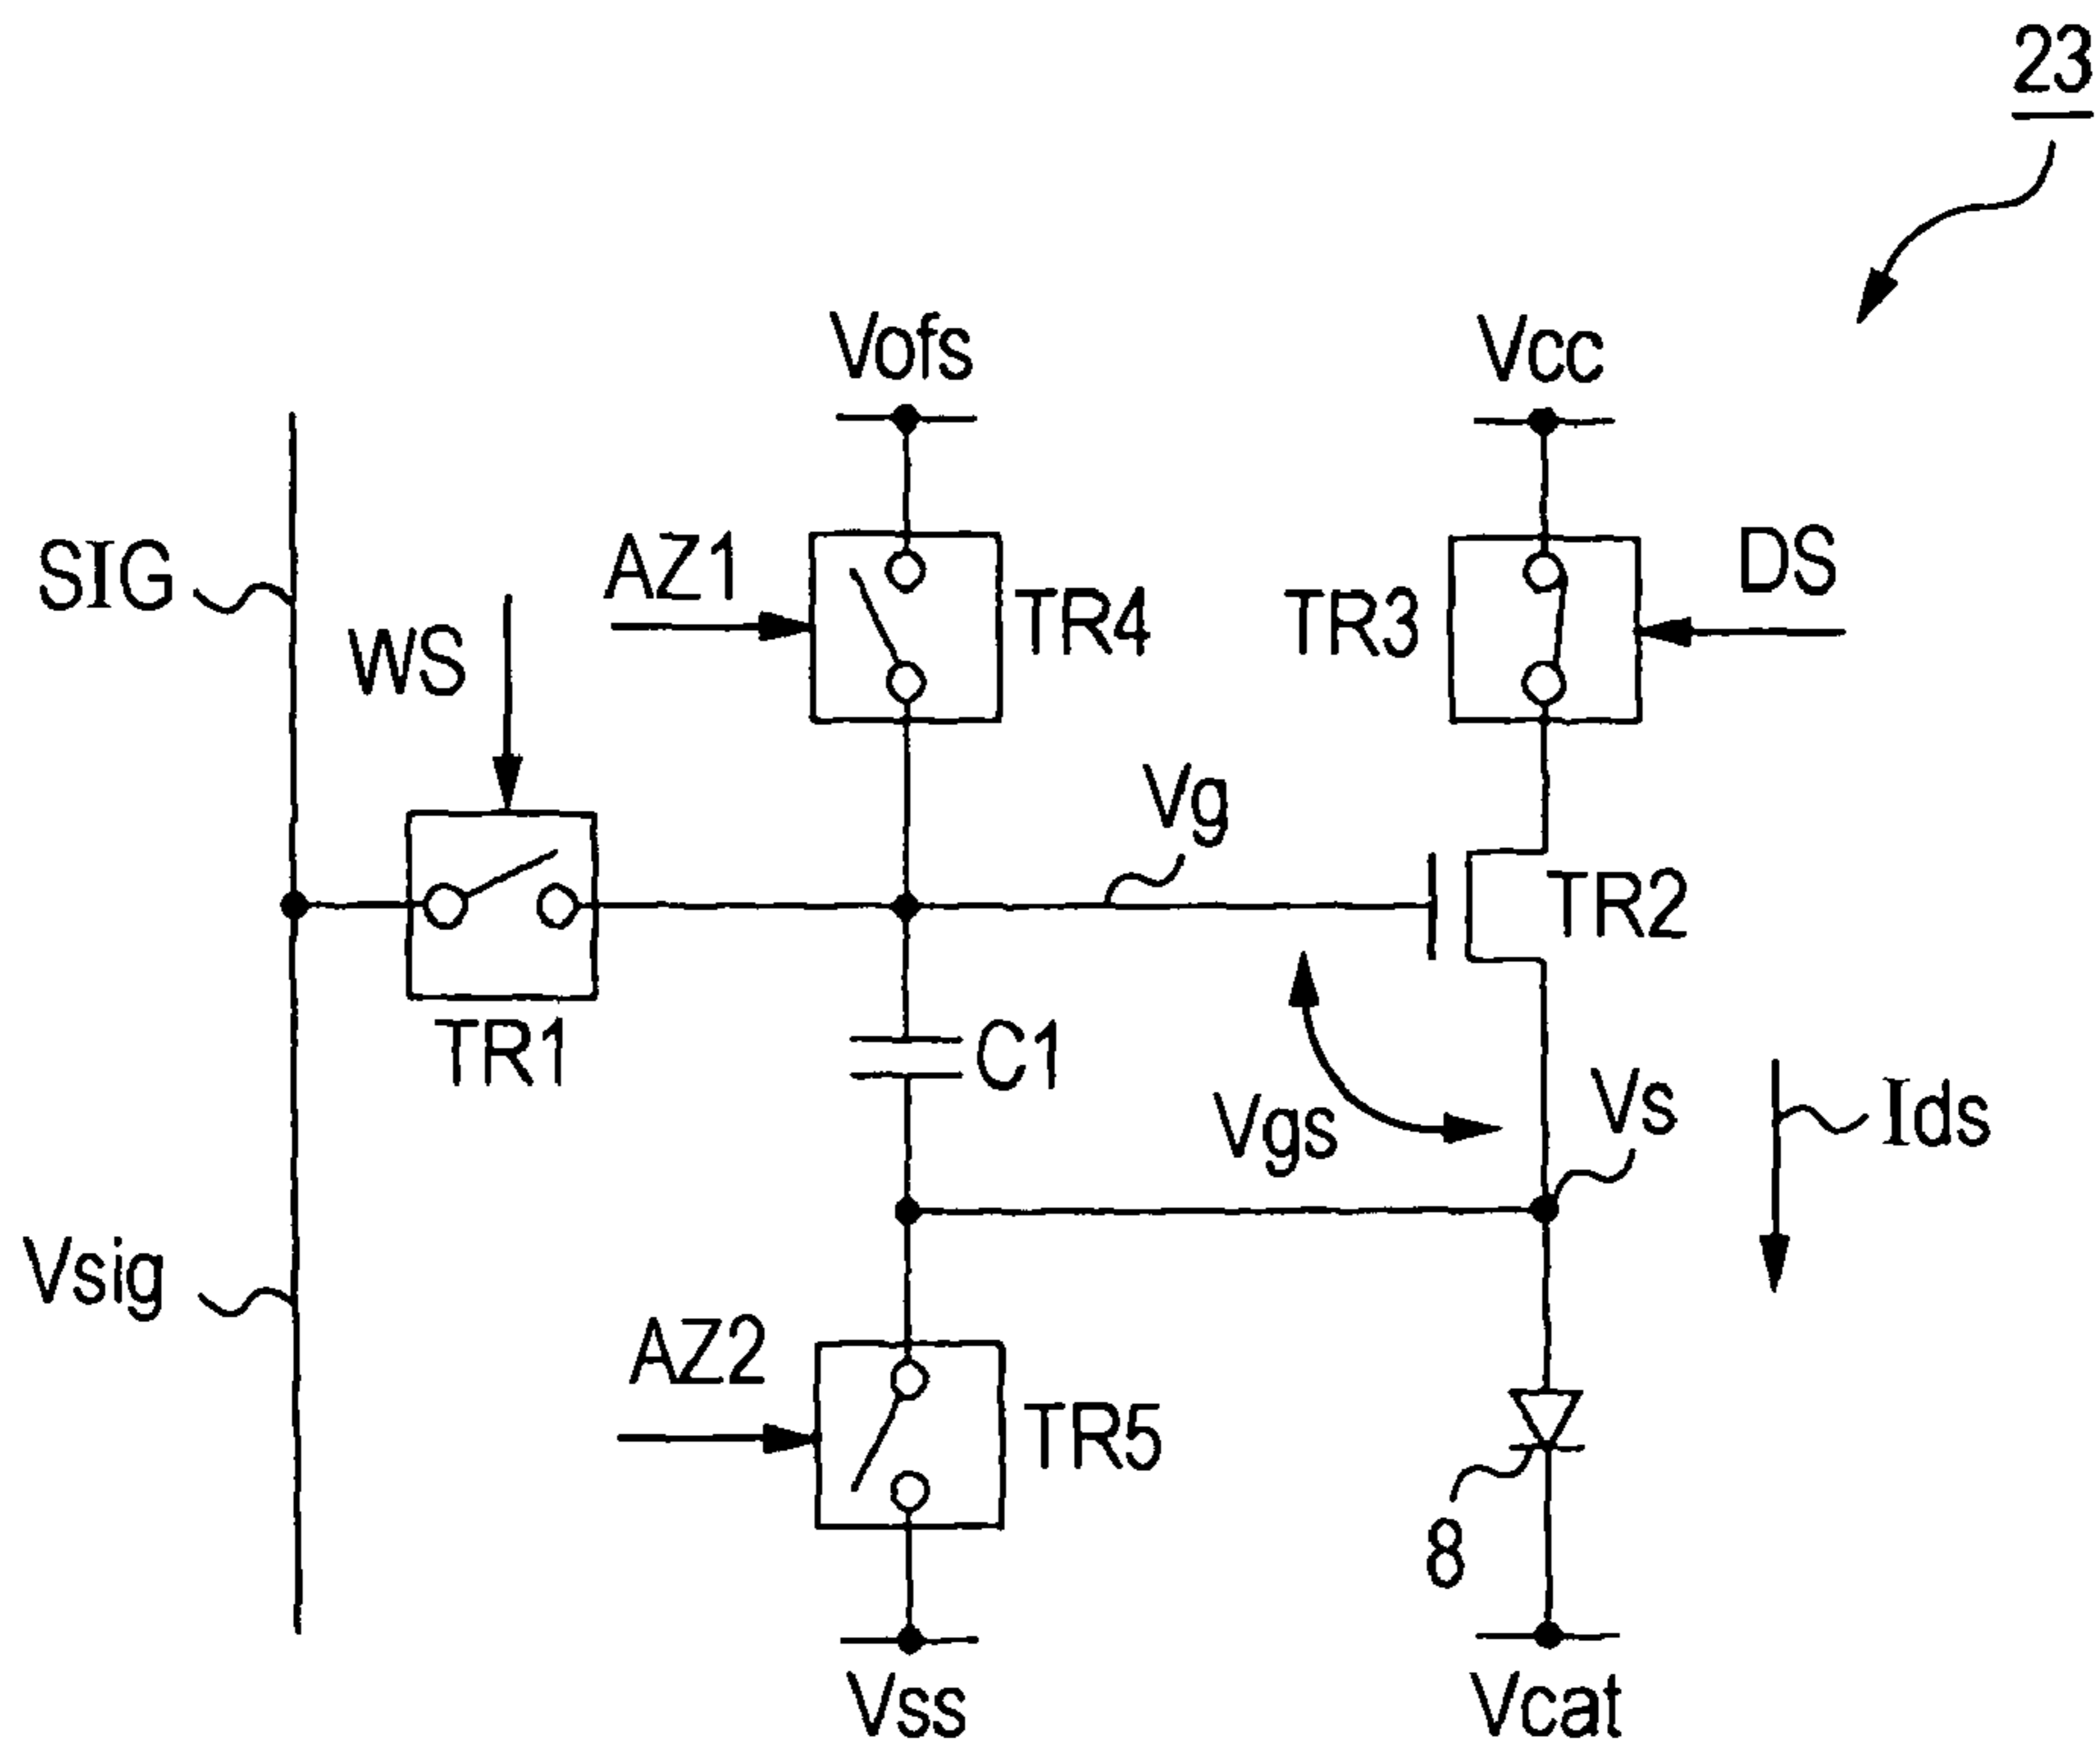 23
Vofs
Vcc
SIG
AZ1
TR4
TR3
DS
WS
Vg
TR2
TR1
C1
Vgs
Vs
Ids
Vsig
AZ2
TR5
8
Vss
Vcat